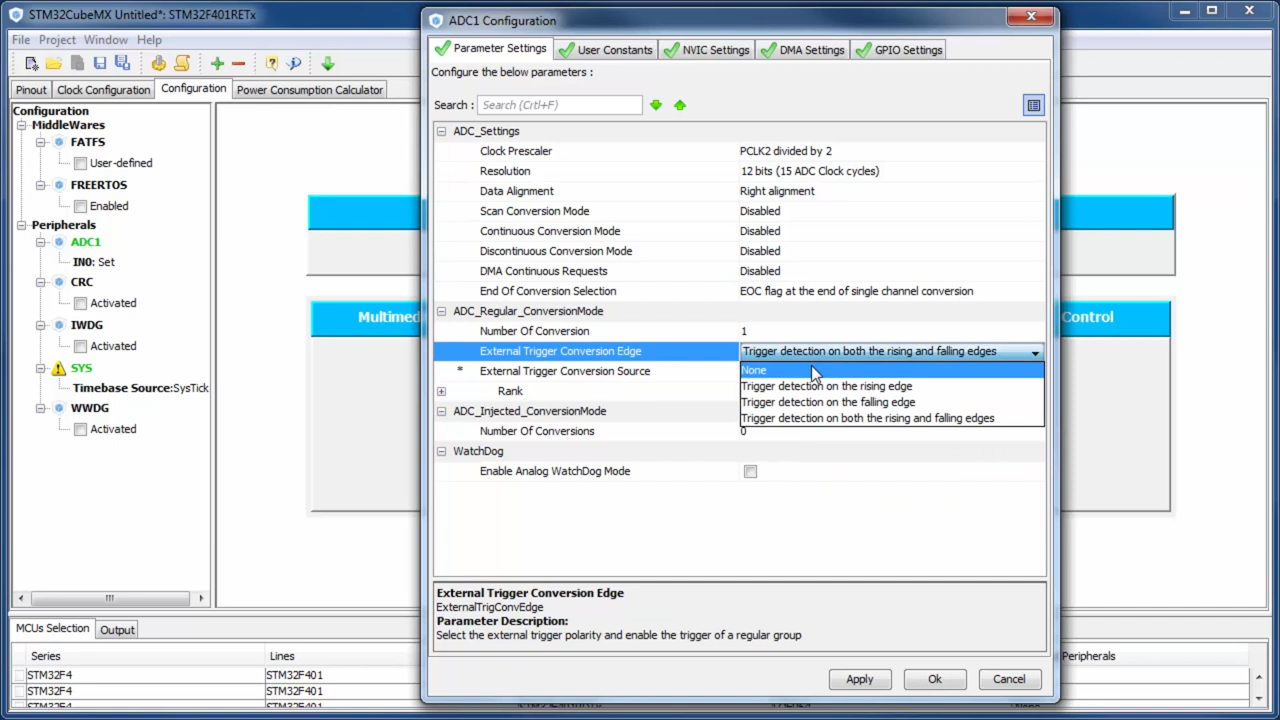 STM32CubeMX Untitled*: STM32F401RETx
File Project Window Help
Pinout Clock Configuration Configuration Power Consumption Calculator
Configuration
MiddleWares
FATFS
User-defined
FREERTOS
Enabled
Peripherals
ADC1
IN0: Set
CRC
Activated
IWDG
Activated
SYS
Timebase Source:SysTick
WWDG
Activated
Multimed
Control
MCUs Selection Output
Series Lines Peripherals
STM32F4 STM32F401 None
STM32F4 STM32F401 None
STM32F4 STM32F401
ADC1 Configuration
Parameter Settings User Constants NVIC Settings DMA Settings GPIO Settings
Configure the below parameters :
Search : Search (Crtl+F)
ADC_Settings
Clock Prescaler PCLK2 divided by 2
Resolution 12 bits (15 ADC Clock cycles)
Data Alignment Right alignment
Scan Conversion Mode Disabled
Continuous Conversion Mode Disabled
Discontinuous Conversion Mode Disabled
DMA Continuous Requests Disabled
End Of Conversion Selection EOC flag at the end of single channel conversion
ADC_Regular_ConversionMode
Number Of Conversion 1
External Trigger Conversion Edge Trigger detection on both the rising and falling edges
* External Trigger Conversion Source
None
Trigger detection on the rising edge
Trigger detection on the falling edge
Trigger detection on both the rising and falling edges
Rank
ADC_Injected_ConversionMode
Number Of Conversions 0
WatchDog
Enable Analog WatchDog Mode
External Trigger Conversion Edge
ExternalTrigConvEdge
Parameter Description:
Select the external trigger polarity and enable the trigger of a regular group
Apply Ok Cancel